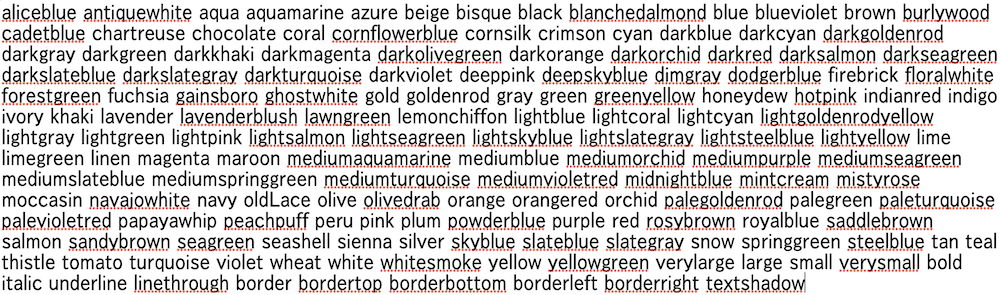 aliceblue antiquewhite aqua aquamarine azure beige bisque black blanchedalmond blue blueviolet brown burlywood
cadetblue chartreuse chocolate coral cornflowerblue cornsilk crimson cyan darkblue darkcyan darkgoldenrod
darkgray darkgreen darkkhaki darkmagenta darkolivegreen darkorange darkorchid darkred darksalmon darkseagreen
darkslateblue darkslategray darkturquoise darkviolet deeppink deepskyblue dimgray dodgerblue firebrick floralwhite
forestgreen fuchsia gainsboro ghostwhite gold goldenrod gray green greenyellow honeydew hotpink indianred indigo
ivory khaki lavender lavenderblush lawngreen lemonchiffon lightblue lightcoral lightcyan lightgoldenrodyellow
lightgray lightgreen lightpink lightsalmon lightseagreen lightskyblue lightslategray lightsteelblue lightyellow lime
limegreen linen magenta maroon mediumaquamarine mediumblue mediumorchid mediumpurple mediumseagreen
mediumslateblue mediumspringgreen mediumturquoise mediumvioletred midnightblue mintcream mistyrose
moccasin navajowhite navy oldLace olive olivedrab orange orangered orchid palegoldenrod palegreen paleturquoise
palevioletred papayawhip peachpuff peru pink plum powderblue purple red rosybrown royalblue saddlebrown
salmon sandybrown seagreen seashell sienna silver skyblue slateblue slategray snow springgreen steelblue tan teal
thistle tomato turquoise violet wheat white whitesmoke yellow yellowgreen verylarge large small verysmall bold
italic underline linethrough border bordertop borderbottom borderleft borderright textshadow